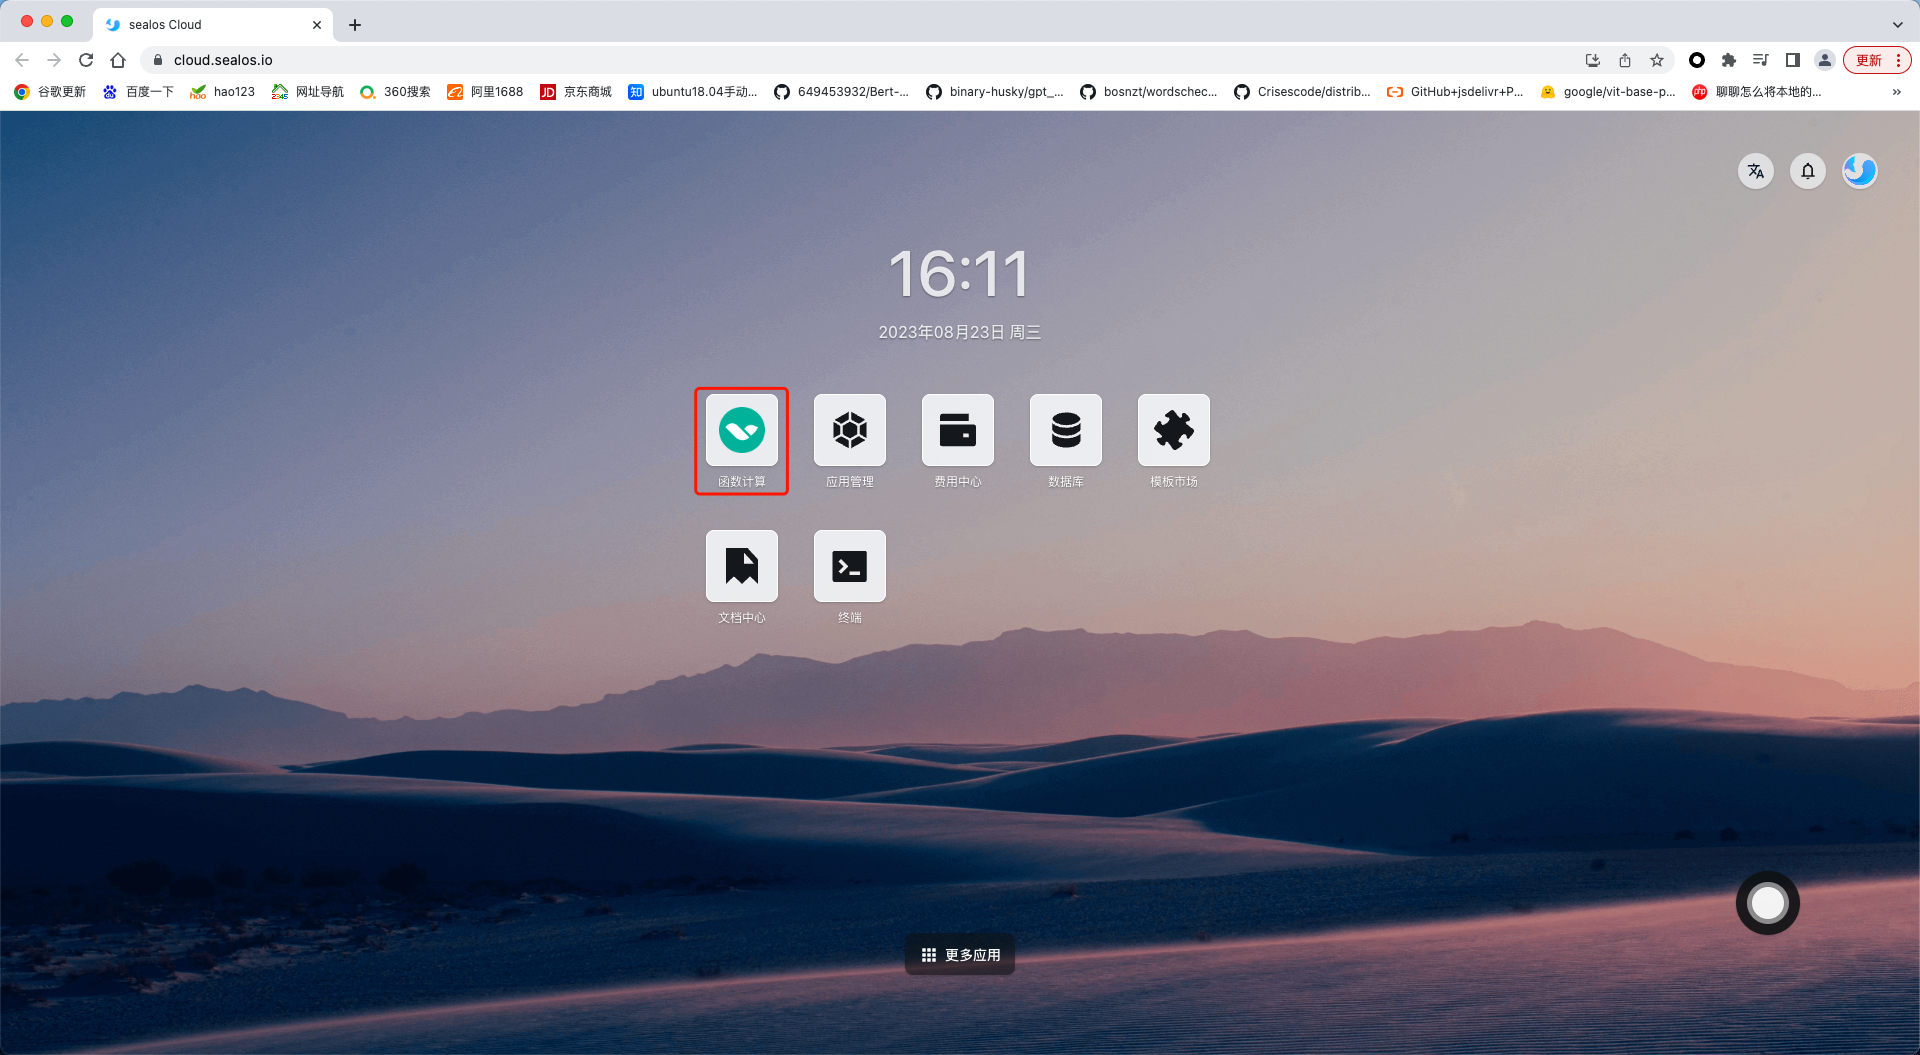 sealos Cloud
cloud.sealos.io
更新
谷歌更新 百度一下 hao123 网址导航 360搜索 阿里1688 JD 京东商城 知 ubuntu18.04手动... 649453932/Bert-... binary-husky/gpt_... bosnzt/wordschec... Crisescode/distrib... GitHub+jsdelivr+P... google/vit-base-p... php 聊聊怎么将本地的... »
16:11
2023年08月23日 周三
函数计算 应用管理 费用中心 数据库 模板市场
文档中心 终端
更多应用